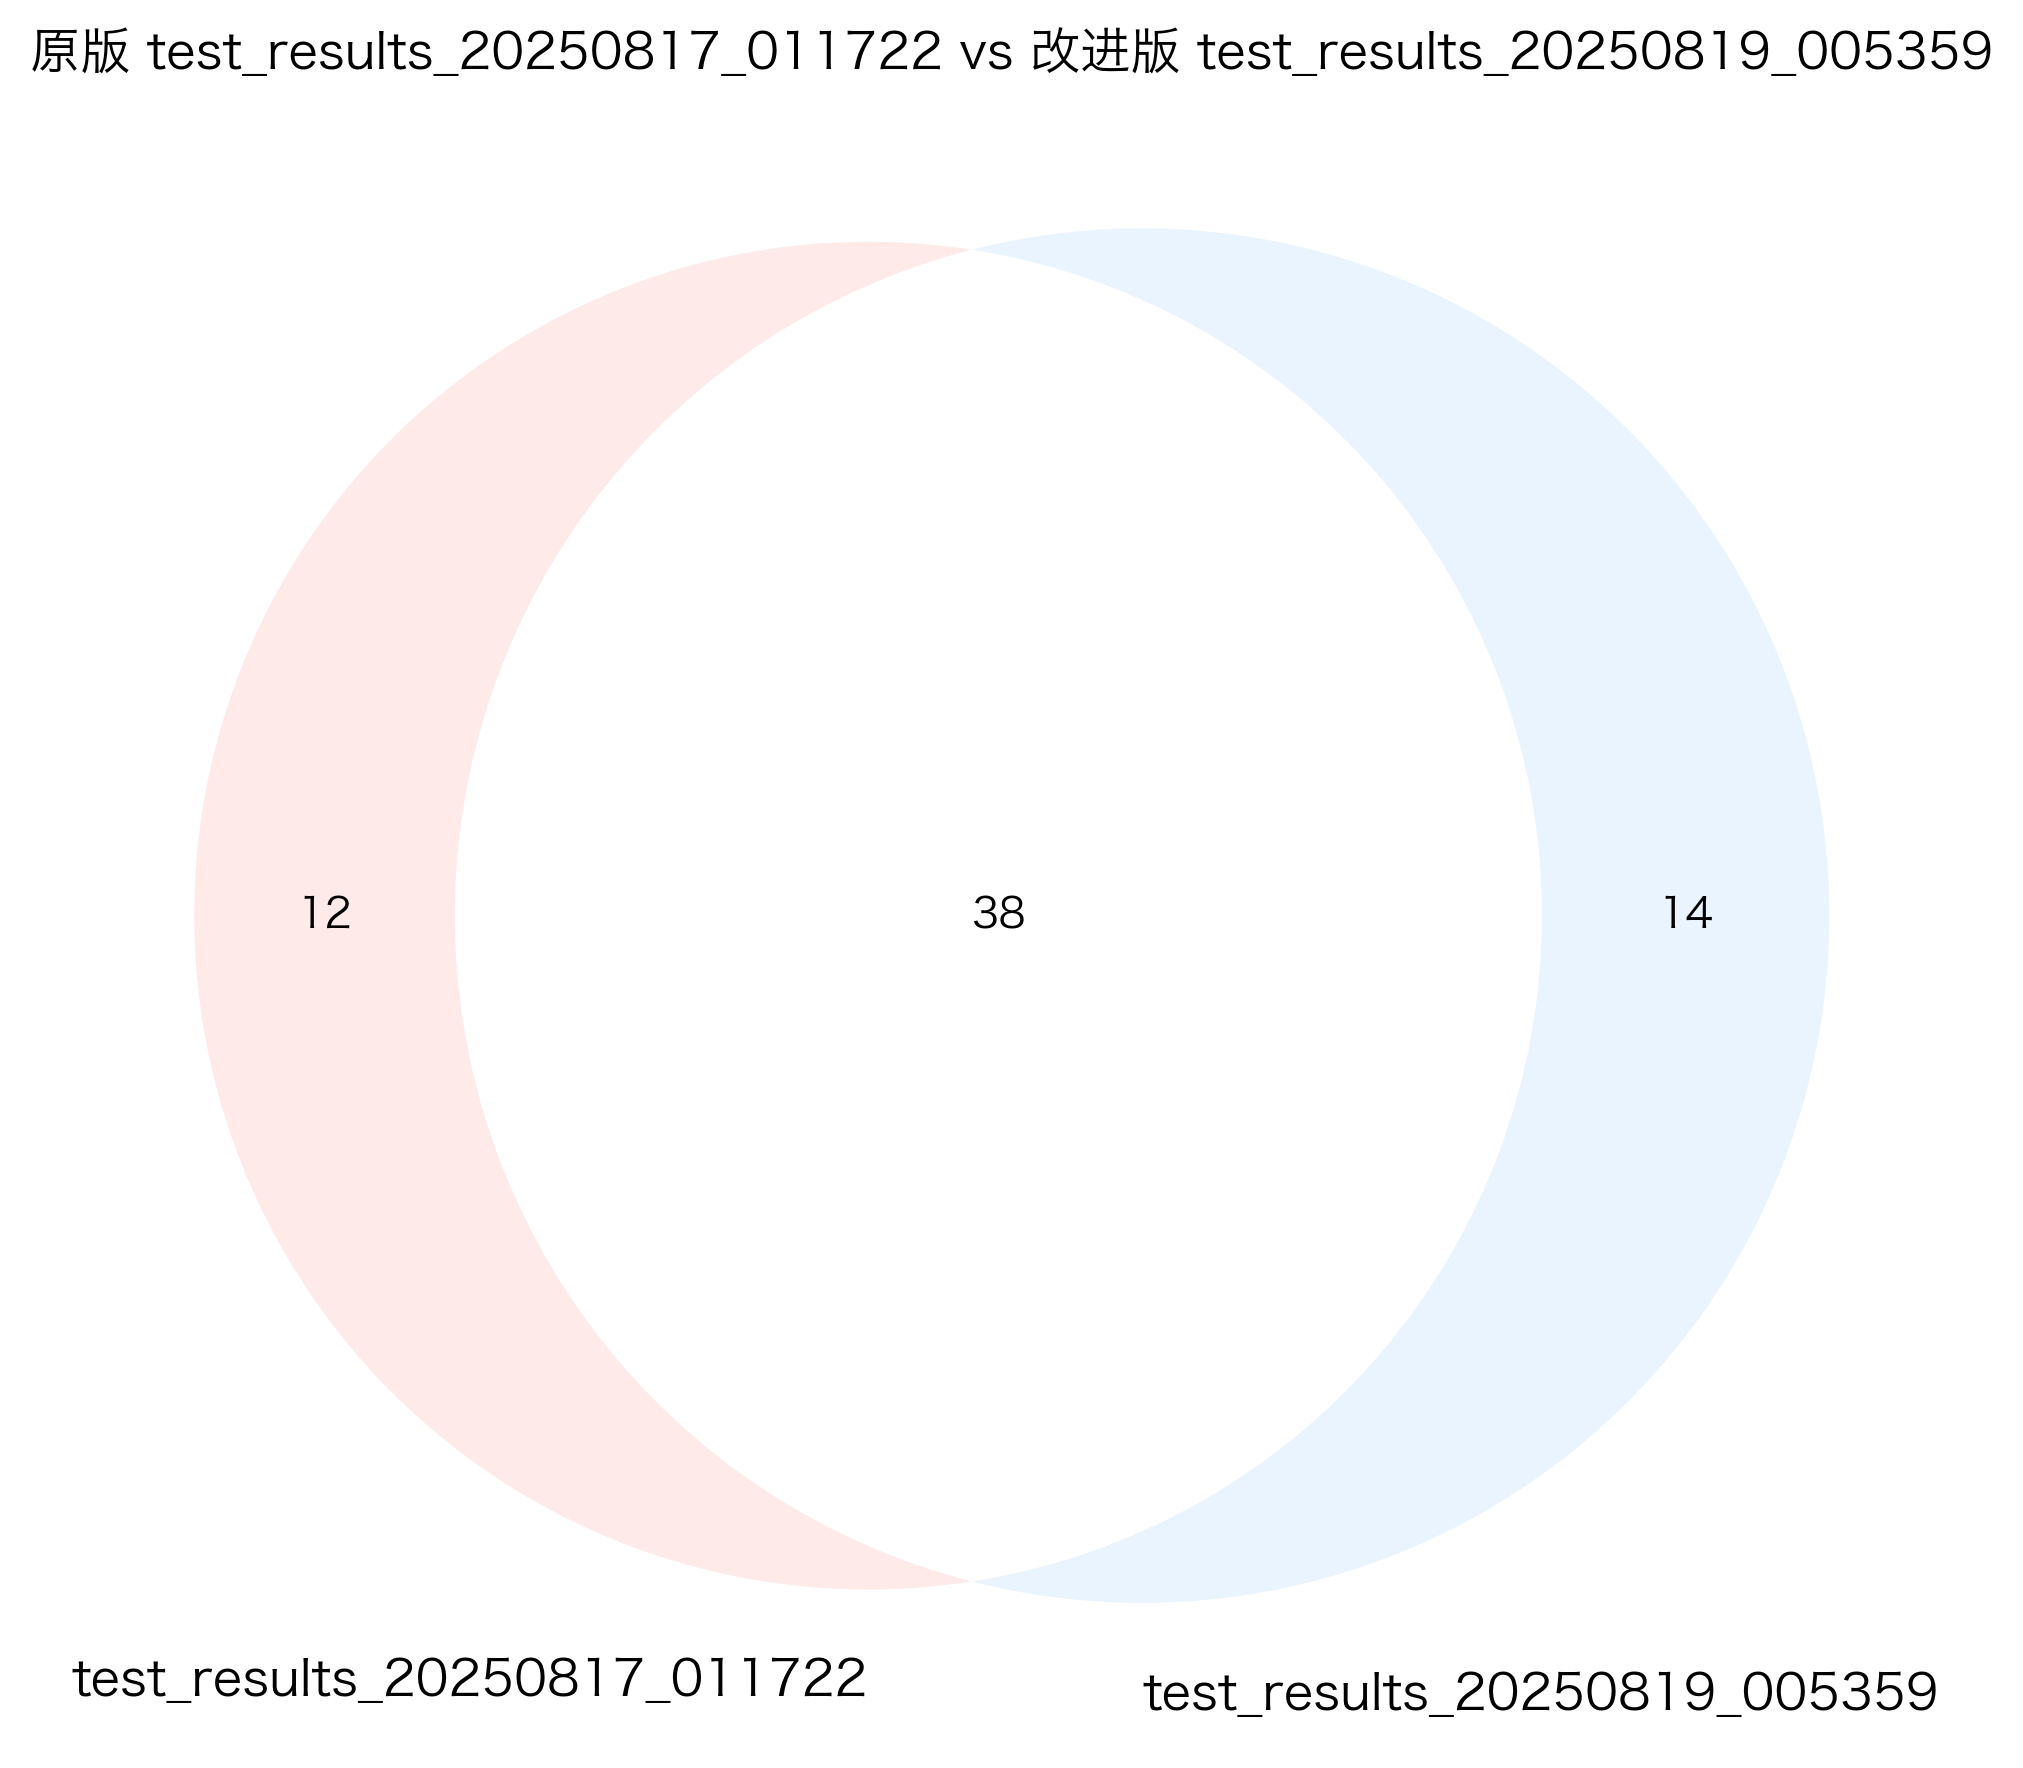 原版 test_results_20250817_011722 vs 改进版 test_results_20250819_005359
12
38
14
test_results_20250817_011722
test_results_20250819_005359